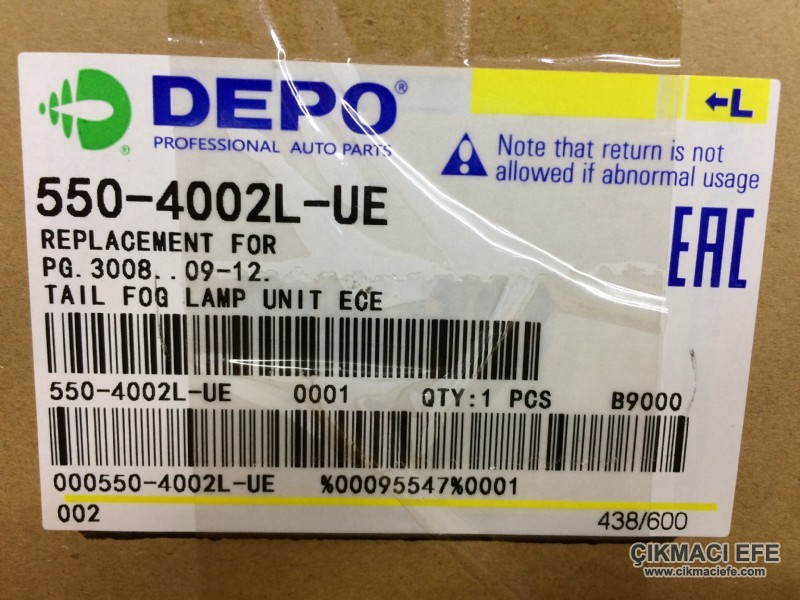 DEPO®
PROFESSIONAL AUTO PARTS
®
←L
Note that return is not
allowed if abnormal usage
550-4002L-UE
REPLACEMENT FOR
PG.3008..09-12.
TAIL FOG LAMP UNIT ECE
EAC
550-4002L-UE 0001 QTY:1 PCS B9000
000550-4002L-UE %00095547%0001
002 438/600
ÇIKMACI EFE
www.cikmaciefe.com